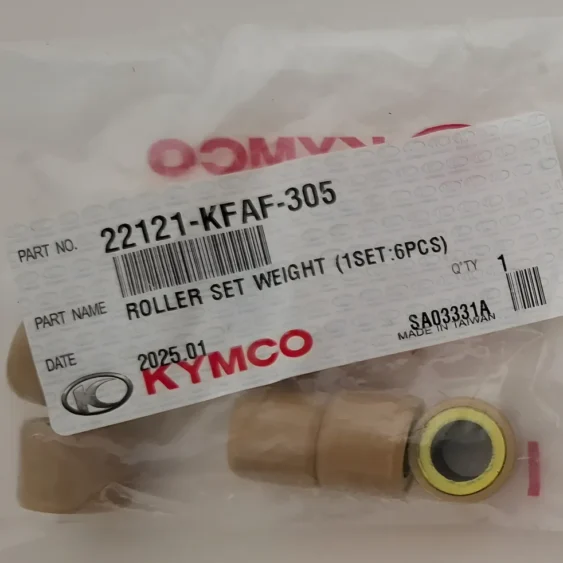 KYMCO
PART NO. 22121-KFAF-305
PART NAME ROLLER SET WEIGHT (1SET:6PCS)
Q'TY 1
DATE 2025.01
SA03331A
MADE IN TAIWAN
KYMCO